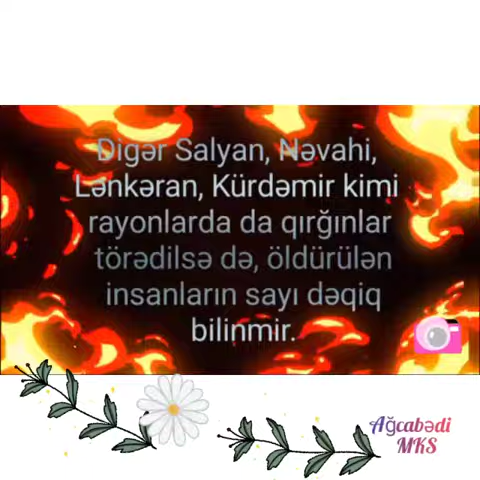 Digər Salyan, Nəvahi,
Lənkəran, Kürdəmir kimi
rayonlarda da qırğınlar
törədilsə də, öldürülən
insanların sayı dəqiq
bilinmir.
Ağcabədi
MKS